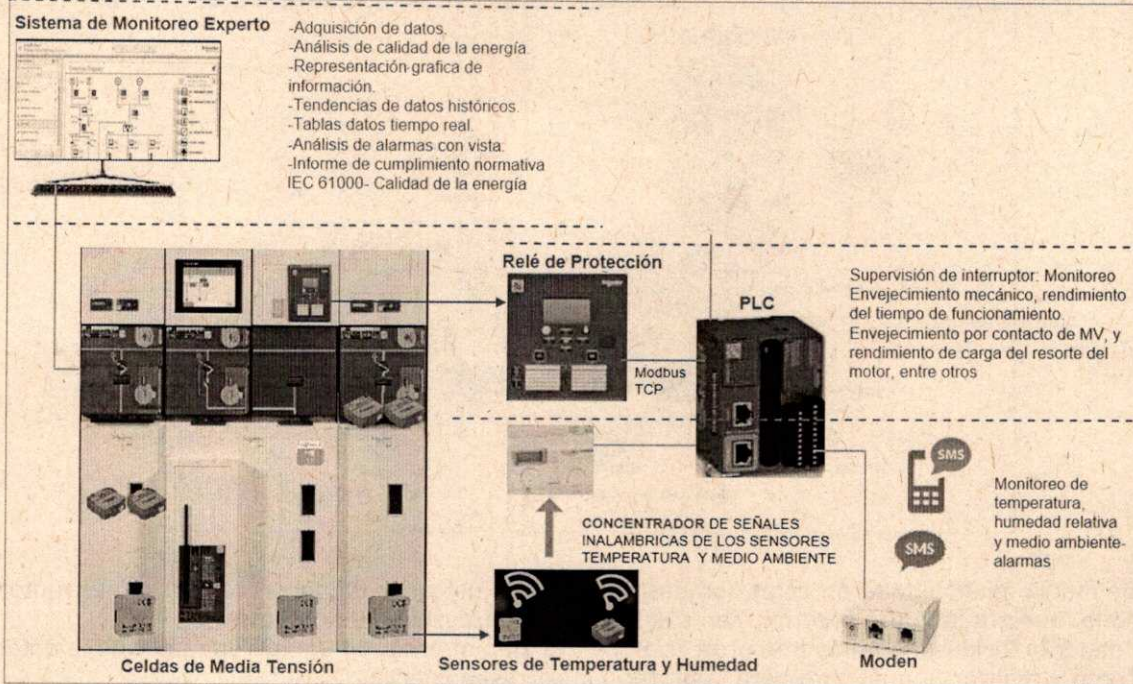 Sistema de Monitoreo Experto
-Adquisición de datos.
-Análisis de calidad de la energía.
-Representación grafica de
información.
-Tendencias de datos históricos.
-Tablas datos tiempo real.
-Análisis de alarmas con vista.
-Informe de cumplimiento normativa
IEC 61000- Calidad de la energía
Relé de Protección
Modbus
TCP
PLC
Supervisión de interruptor: Monitoreo
Envejecimiento mecánico, rendimiento
del tiempo de funcionamiento.
Envejecimiento por contacto de MV, y
rendimiento de carga del resorte del
motor, entre otros
CONCENTRADOR DE SEÑALES
INALAMBRICAS DE LOS SENSORES
TEMPERATURA Y MEDIO AMBIENTE
SMS
SMS
Monitoreo de
temperatura,
humedad relativa
y medio ambiente-
alarmas
Celdas de Media Tensión
Sensores de Temperatura y Humedad
Moden